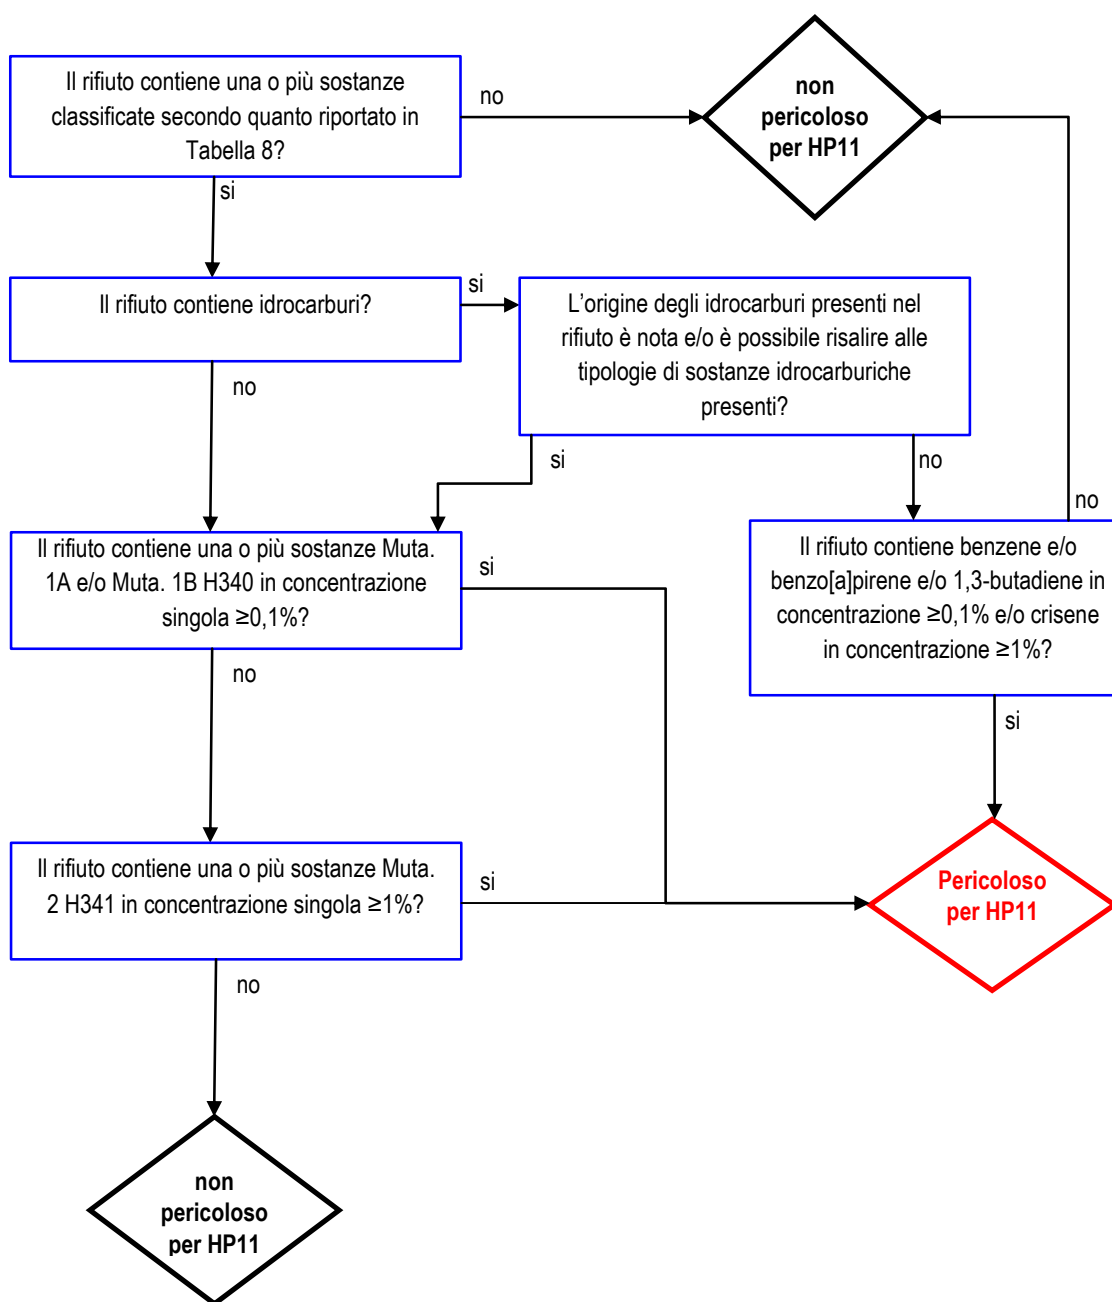 Il rifiuto contiene una o più sostanze
classificate secondo quanto riportato in
Tabella 8?
no
non
pericoloso
per HP11
si
Il rifiuto contiene idrocarburi?
si
L'origine degli idrocarburi presenti nel
rifiuto è nota e/o è possibile risalire alle
tipologie di sostanze idrocarburiche
presenti?
no
si
no
no
Il rifiuto contiene una o più sostanze Muta.
1A e/o Muta. 1B H340 in concentrazione
singola ≥0,1%?
si
Il rifiuto contiene benzene e/o
benzo[a]pirene e/o 1,3-butadiene in
concentrazione ≥0,1% e/o crisene
in concentrazione ≥1%?
no
si
Il rifiuto contiene una o più sostanze Muta.
2 H341 in concentrazione singola ≥1%?
si
Pericoloso
per HP11
no
non
pericoloso
per HP11